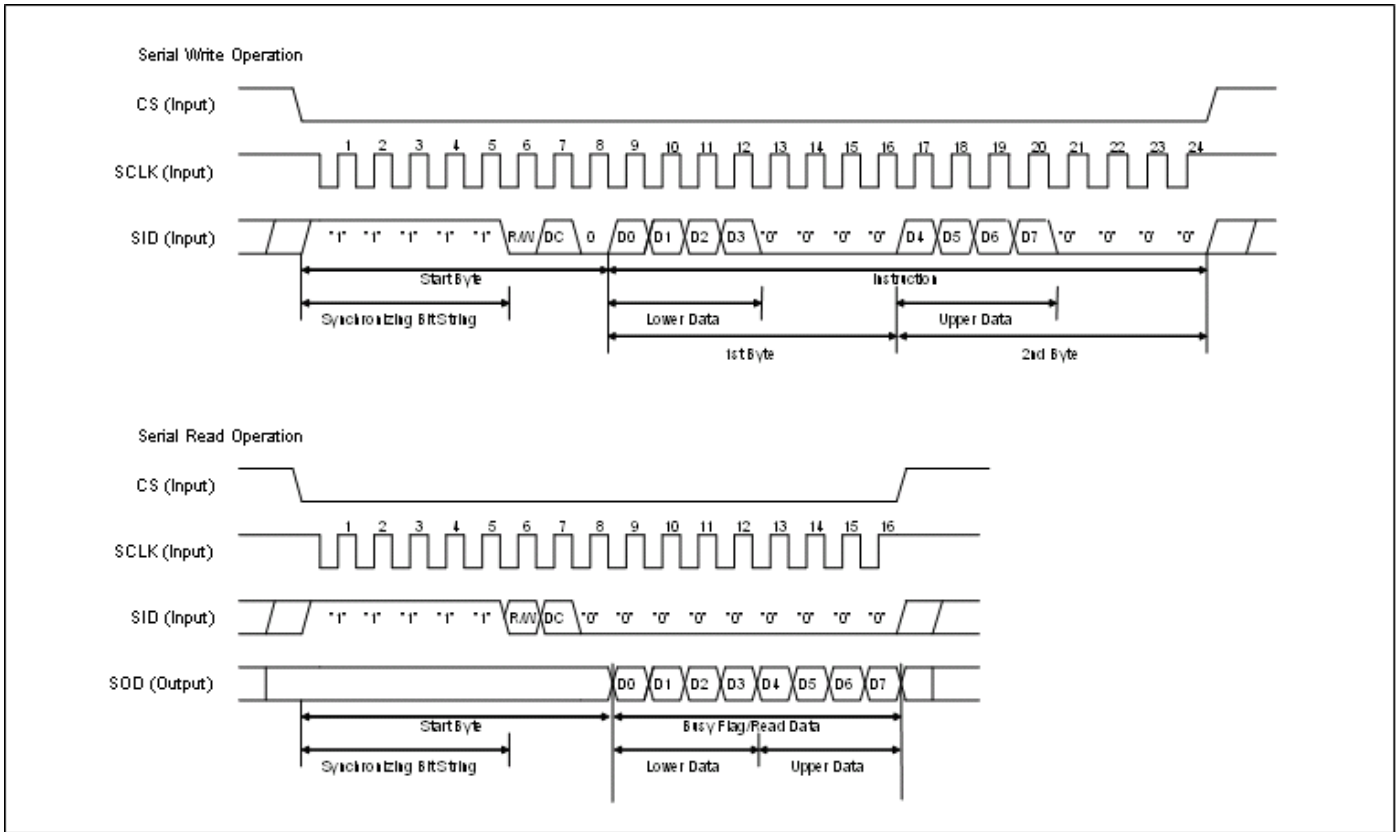 Serial Write Operation
CS (Input)
1 2 3 4 5 6 7 8 9 10 11 12 13 14 15 16 17 18 19 20 21 22 23 24
SCLK (Input)
SID (Input) "1" "1" "1" "1" "1" R/W DC 0 D0 D1 D2 D3 "0" "0" "0" "0" D4 D5 D6 D7 "0" "0" "0" "0"
Start Byte Instruction
Synchronizing Bit String Lower Data Upper Data
1st Byte 2nd Byte
Serial Read Operation
CS (Input)
1 2 3 4 5 6 7 8 9 10 11 12 13 14 15 16
SCLK (Input)
SID (Input) "1" "1" "1" "1" "1" R/W DC "0" "0" "0" "0" "0" "0" "0" "0" "0"
SOD (Output) D0 D1 D2 D3 D4 D5 D6 D7
Start Byte Busy Flag/Read Data
Synchronizing Bit String Lower Data Upper Data